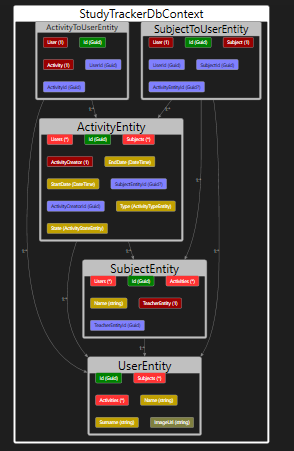 StudyTrackerDbContext
ActivityToUserEntity
User (1) Id (Guid)
Activity (1) UserId (Guid)
ActivityId (Guid)
SubjectToUserEntity
User (1) Id (Guid) Subject (1)
UserId (Guid) SubjectId (Guid)
ActivityEntityId (Guid?)
ActivityEntity
Users (*) Id (Guid) Subjects (*)
ActivityCreator (1) EndDate (DateTime)
StartDate (DateTime) SubjectEntityId (Guid?)
ActivityCreatorId (Guid) Type (ActivityTypeEntity)
State (ActivityStateEntity)
SubjectEntity
Users (*) Id (Guid) Activities (*)
Name (string) TeacherEntity (1)
TeacherEntityId (Guid)
UserEntity
Id (Guid) Subjects (*)
Activities (*) Name (string)
Surname (string) ImageUrl (string)